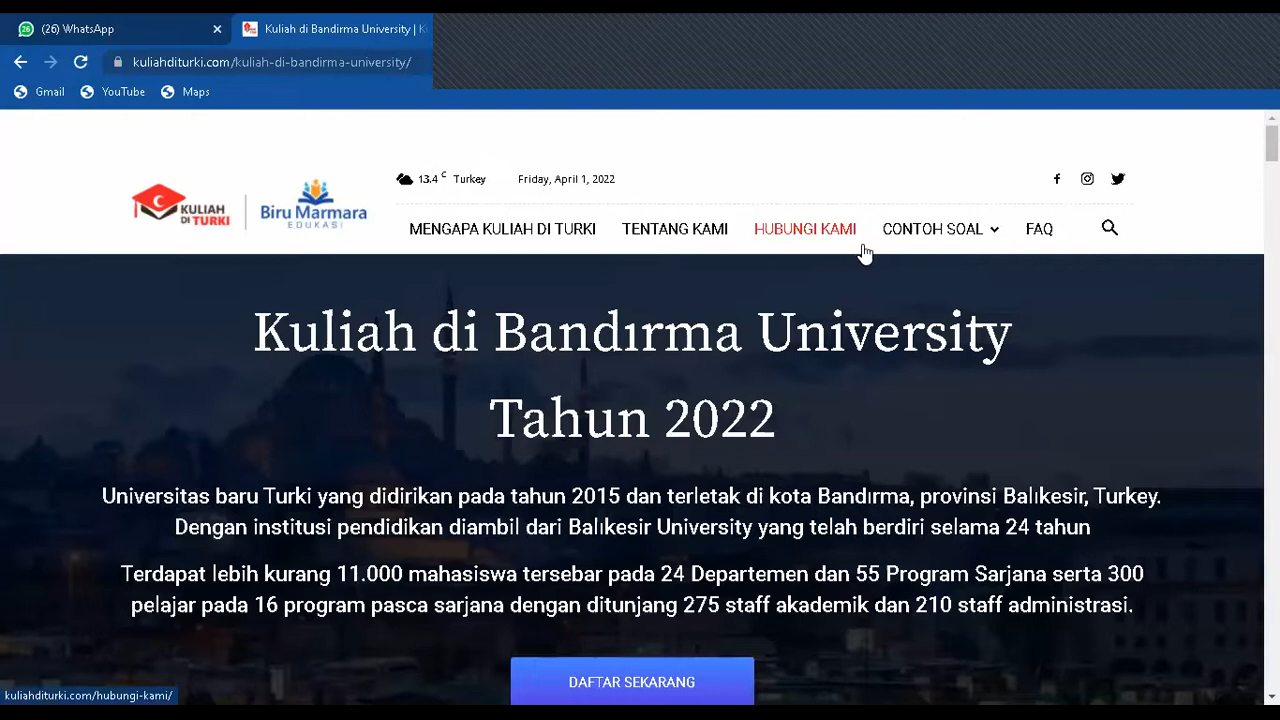 (26) WhatsApp
Kuliah di Bandirma University | K
kuliahditurki.com/kuliah-di-bandirma-university/
Gmail YouTube Maps
KULIAH DI TURKI
Biru Marmara
EDUKASI
13.4 C Turkey Friday, April 1, 2022
MENGAPA KULIAH DI TURKI TENTANG KAMI HUBUNGI KAMI CONTOH SOAL FAQ
Kuliah di Bandırma University
Tahun 2022
Universitas baru Turki yang didirikan pada tahun 2015 dan terletak di kota Bandırma, provinsi Balıkesir, Turkey.
Dengan institusi pendidikan diambil dari Balıkesir University yang telah berdiri selama 24 tahun
Terdapat lebih kurang 11.000 mahasiswa tersebar pada 24 Departemen dan 55 Program Sarjana serta 300
pelajar pada 16 program pasca sarjana dengan ditunjang 275 staff akademik dan 210 staff administrasi.
DAFTAR SEKARANG
kuliahditurki.com/hubungi-kami/